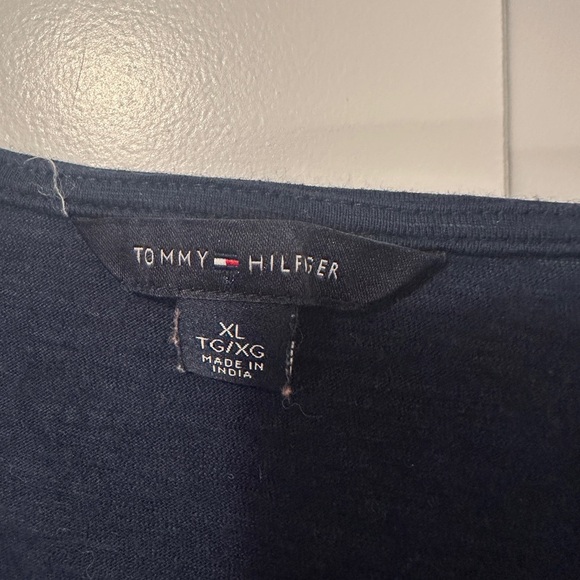 TOMMY HILFIGER
XL
TG/XG
MADE IN
INDIA